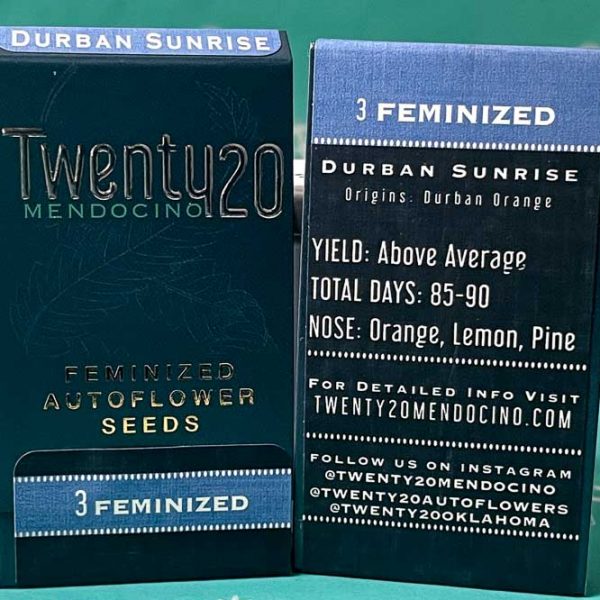 DURBAN SUNRISE
Twenty20
MENDOCINO
FEMINIZED
AUTOFLOWER
SEEDS
3 FEMINIZED
3 FEMINIZED
DURBAN SUNRISE
Origins: Durban Orange
YIELD: Above Average
TOTAL DAYS: 85-90
NOSE: Orange, Lemon, Pine
FOR DETAILED INFO VISIT
TWENTY20MENDOCINO.COM
FOLLOW US ON INSTAGRAM
@TWENTY20MENDOCINO
@TWENTY20AUTOFLOWERS
@TWENTY20OKLAHOMA